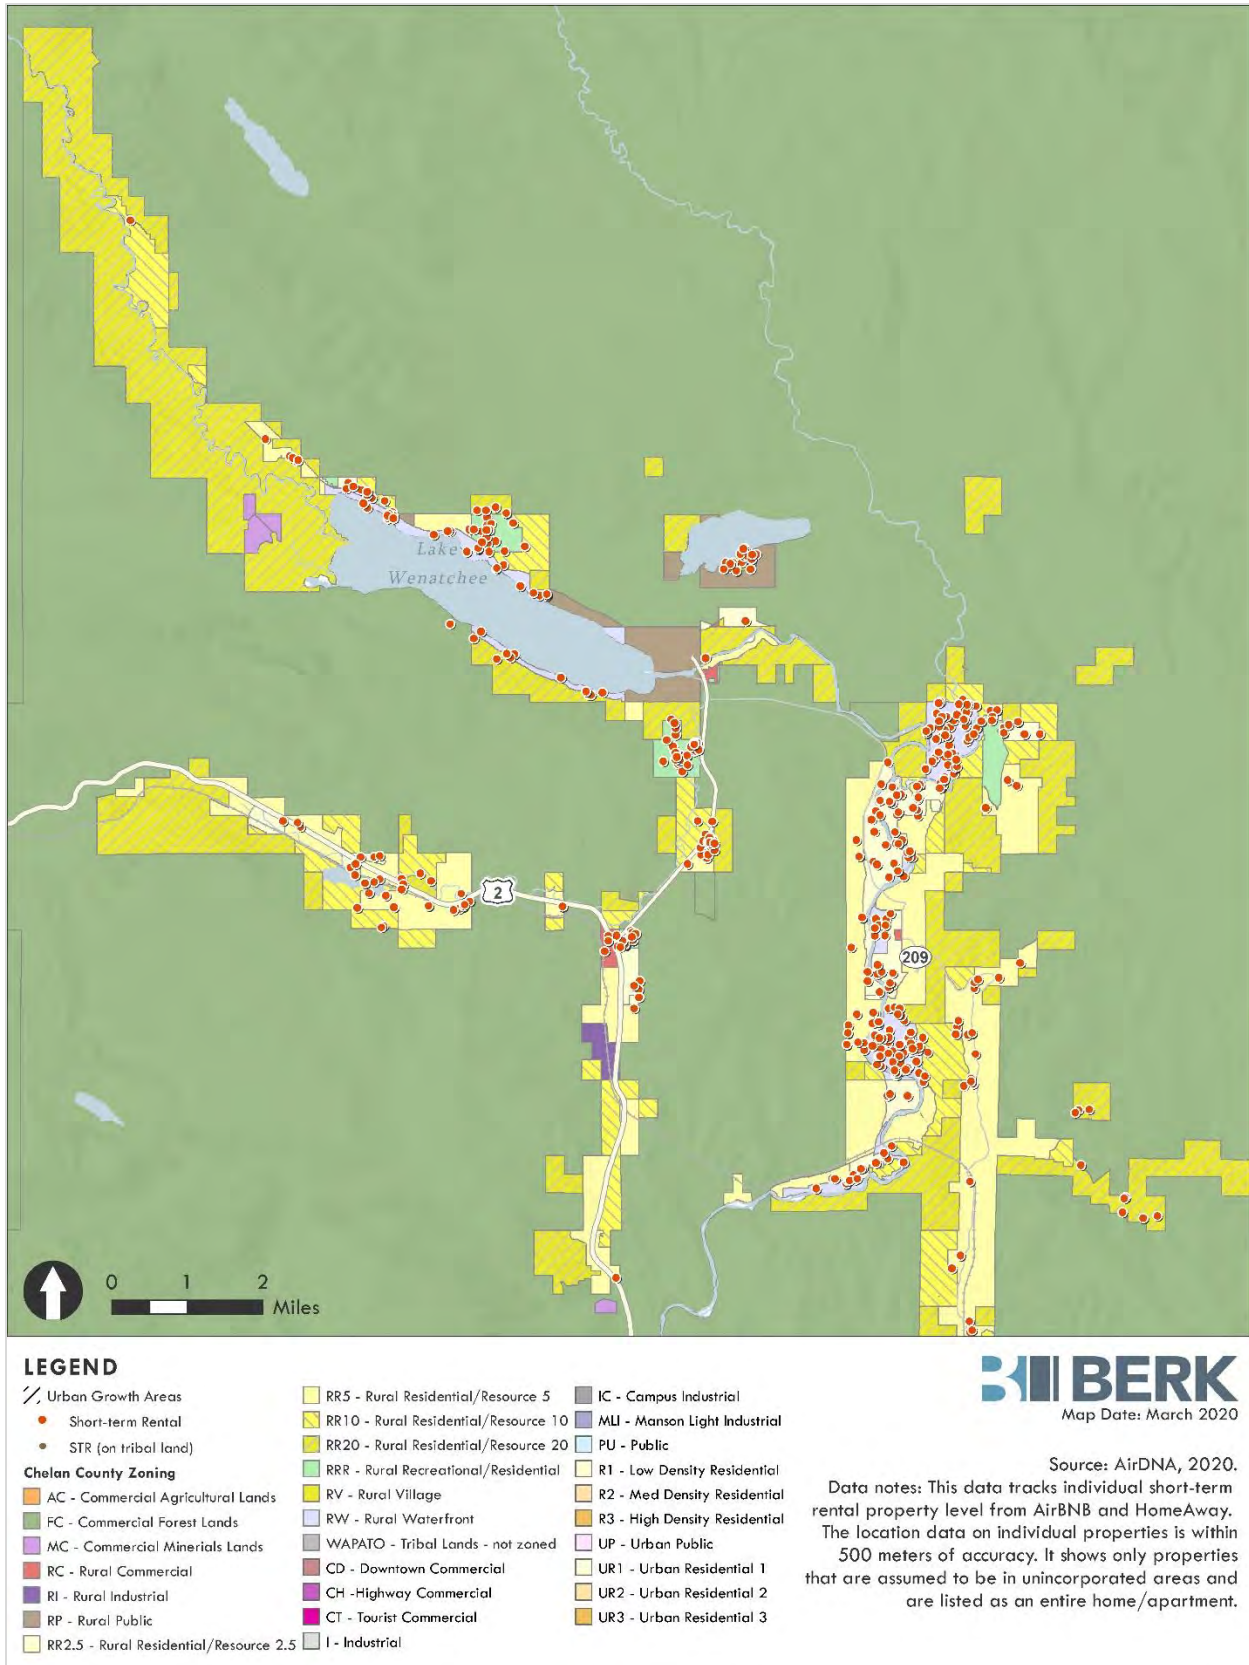 Lake
Wenatchee
2
209
0 1 2
Miles
LEGEND
Urban Growth Areas
Short-term Rental
STR (on tribal land)
Chelan County Zoning
AC - Commercial Agricultural Lands
FC - Commercial Forest Lands
MC - Commercial Minerals Lands
RC - Rural Commercial
RI - Rural Industrial
RP - Rural Public
RR2.5 - Rural Residential/Resource 2.5
RR5 - Rural Residential/Resource 5
RR10 - Rural Residential/Resource 10
RR20 - Rural Residential/Resource 20
RRR - Rural Recreational/Residential
RV - Rural Village
RW - Rural Waterfront
WAPATO - Tribal Lands - not zoned
CD - Downtown Commercial
CH -Highway Commercial
CT - Tourist Commercial
I - Industrial
IC - Campus Industrial
MLI - Manson Light Industrial
PU - Public
R1 - Low Density Residential
R2 - Med Density Residential
R3 - High Density Residential
UP - Urban Public
UR1 - Urban Residential 1
UR2 - Urban Residential 2
UR3 - Urban Residential 3
BERK
Map Date: March 2020
Source: AirDNA, 2020.
Data notes: This data tracks individual short-term
rental property level from AirBNB and HomeAway.
The location data on individual properties is within
500 meters of accuracy. It shows only properties
that are assumed to be in unincorporated areas and
are listed as an entire home/apartment.